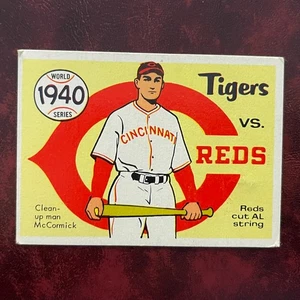 WORLD
1940
SERIES
Tigers
VS.
REDS
CINCINNATI
Clean-
up man
McCormick
Reds
cut AL
string